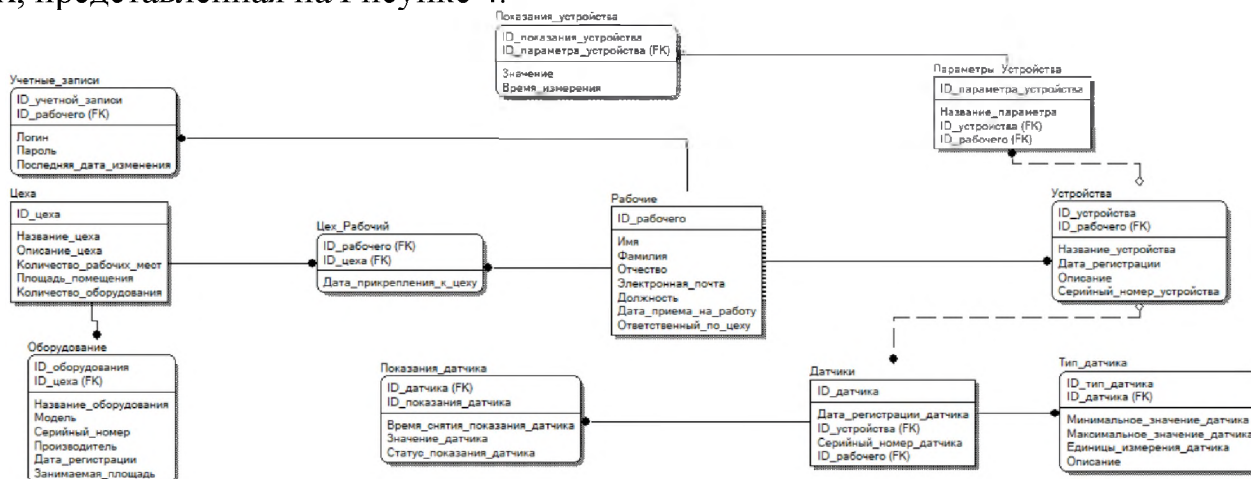 представленная на Рисунке
Показания_устройства
ID_показания_устройства
ID_параметра_устройства (FK)
Значение
Время_измерения
Параметры Устройства
ID_параметра_устройства
Название_параметра
ID_устройства (FK)
ID_рабочего (FK)
Учетные_записи
ID_учетной_записи
ID_рабочего (FK)
Логин
Пароль
Последняя_дата_изменения
Цеха
ID_цеха
Название_цеха
Описание_цеха
Количество_рабочих_мест
Площадь_помещения
Количество_оборудования
Цех_Рабочий
ID_рабочего (FK)
ID_цеха (FK)
Дата_прикрепления_к_цеху
Рабочие
ID_рабочего
Имя
Фамилия
Отчество
Электронная_почта
Должность
Дата_приема_на_работу
Ответственный_по_цеху
Устройства
ID_устройства
ID_рабочего (FK)
Название_устройства
Дата_регистрации
Описание
Серийный_номер_устройства
Оборудование
ID_оборудования
ID_цеха (FK)
Название_оборудования
Модель
Серийный_номер
Производитель
Дата_регистрации
Занимаемая_площадь
Показания_датчика
ID_датчика (FK)
ID_показания_датчика
Время_снятия_показания_датчика
Значение_датчика
Статус_показания_датчика
Датчики
ID_датчика
Дата_регистрации_датчика
ID_устройства (FK)
Серийный_номер_датчика
ID_рабочего (FK)
Тип_датчика
ID_тип_датчика
ID_датчика (FK)
Минимальное_значение_датчика
Максимальное_значение_датчика
Единицы_измерения_датчика
Описание